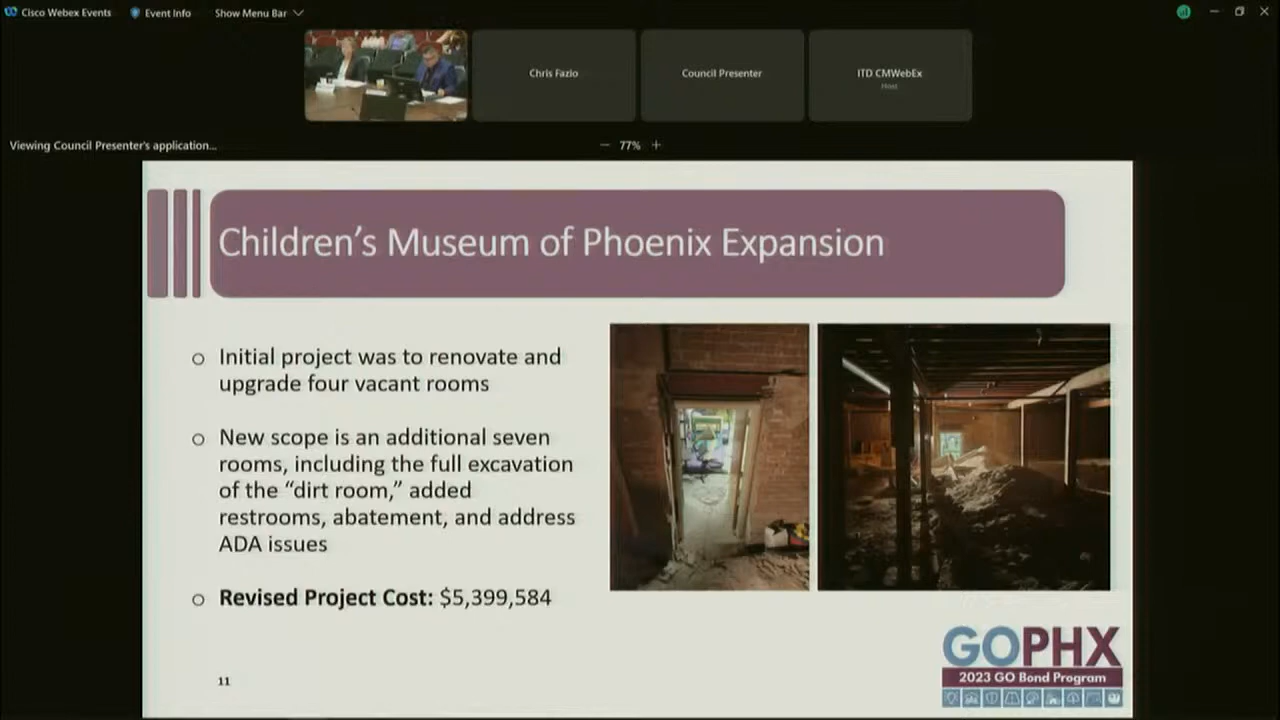 Cisco Webex Events
Event Info
Show Menu Bar
Chris Fazio
Council Presenter
ITD CMWebEx
Host
Viewing Council Presenter's application...
77%
Children's Museum of Phoenix Expansion
Initial project was to renovate and
upgrade four vacant rooms
New scope is an additional seven
rooms, including the full excavation
of the “dirt room,” added
restrooms, abatement, and address
ADA issues
Revised Project Cost: $5,399,584
11
GOPHX
2023 GO Bond Program